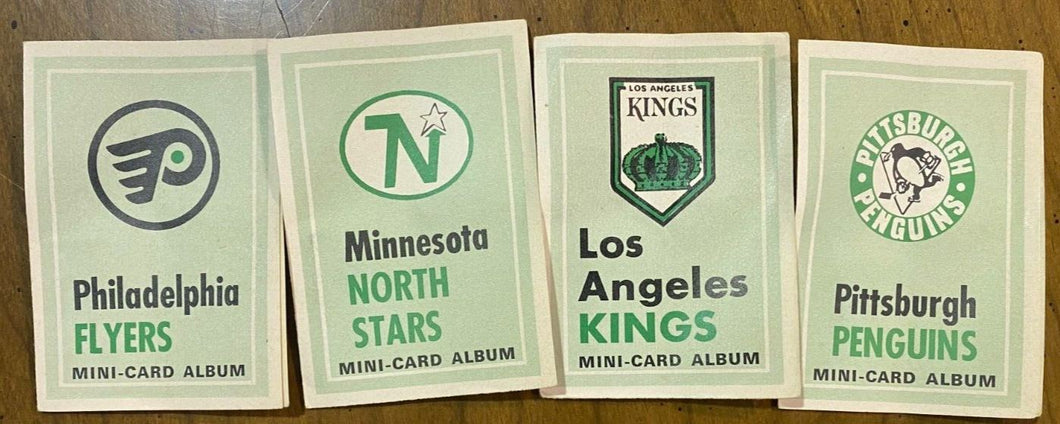 P
Philadelphia
FLYERS
MINI-CARD ALBUM
N
Minnesota
NORTH
STARS
MINI-CARD ALBUM
LOS ANGELES
KINGS
Los
Angeles
KINGS
MINI-CARD ALBUM
PITTSBURGH
PENGUINS
Pittsburgh
PENGUINS
MINI-CARD ALBUM